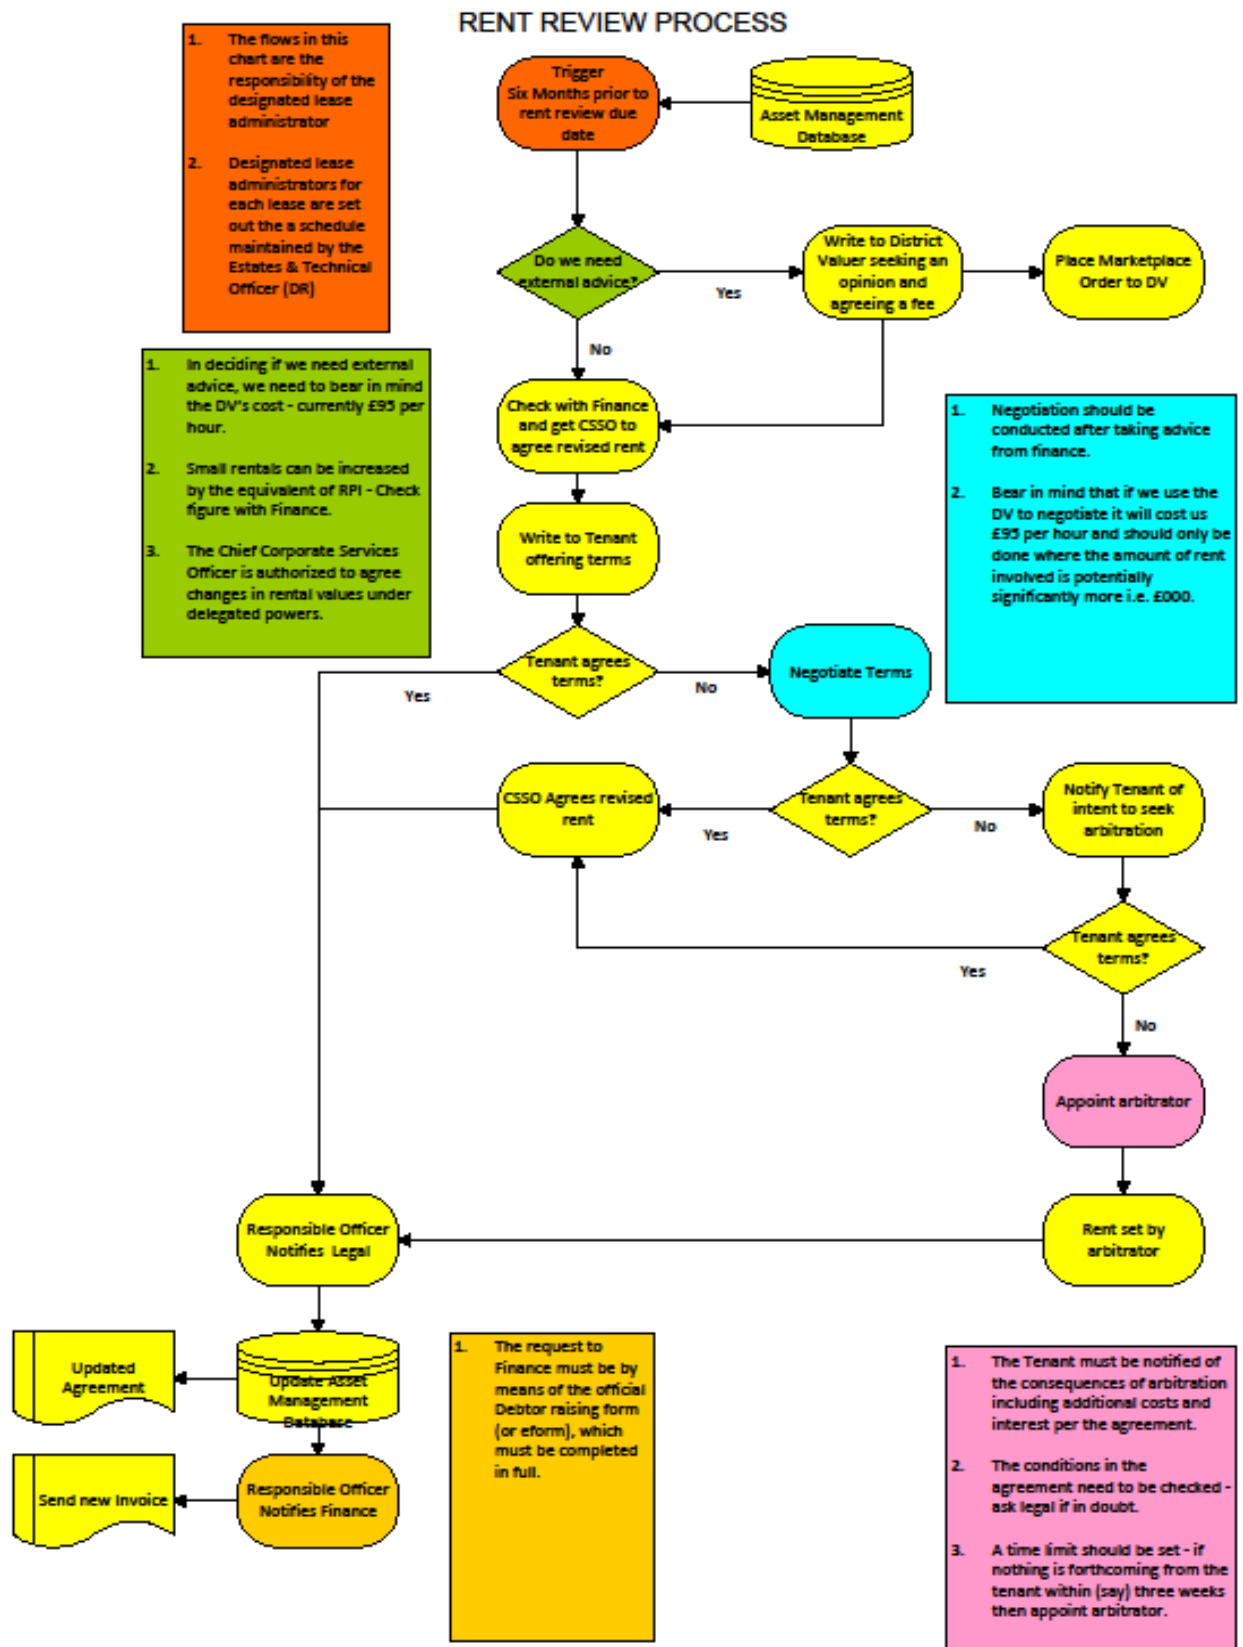 RENT REVIEW PROCESS
1. The flows in this
chart are the
responsibility of the
designated lease
administrator
2. Designated lease
administrators for
each lease are set
out the a schedule
maintained by the
Estates & Technical
Officer (DR)
Trigger
Six Months prior to
rent review due
date
Asset Management
Database
Do we need
external advice?
Yes
Write to District
Valuer seeking an
opinion and
agreeing a fee
Place Marketplace
Order to DV
No
1. In deciding if we need external
advice, we need to bear in mind
the DV's cost - currently £95 per
hour.
2. Small rentals can be increased
by the equivalent of RPI - Check
figure with Finance.
3. The Chief Corporate Services
Officer is authorized to agree
changes in rental values under
delegated powers.
Check with Finance
and get CSSO to
agree revised rent
1. Negotiation should be
conducted after taking advice
from finance.
2. Bear in mind that if we use the
DV to negotiate it will cost us
£95 per hour and should only be
done where the amount of rent
involved is potentially
significantly more i.e. £000.
Write to Tenant
offering terms
Tenant agrees
terms?
Yes
No
Negotiate Terms
CSSO Agrees revised
rent
Yes
Tenant agrees
terms?
No
Notify Tenant of
intent to seek
arbitration
Tenant agrees
terms?
Yes
No
Appoint arbitrator
Responsible Officer
Notifies Legal
Rent set by
arbitrator
Updated
Agreement
Update Asset
Management
Database
Send new Invoice
Responsible Officer
Notifies Finance
1. The request to
Finance must be by
means of the official
Debtor raising form
(or eform), which
must be completed
in full.
1. The Tenant must be notified of
the consequences of arbitration
including additional costs and
interest per the agreement.
2. The conditions in the
agreement need to be checked -
ask legal if in doubt.
3. A time limit should be set - if
nothing is forthcoming from the
tenant within (say) three weeks
then appoint arbitrator.